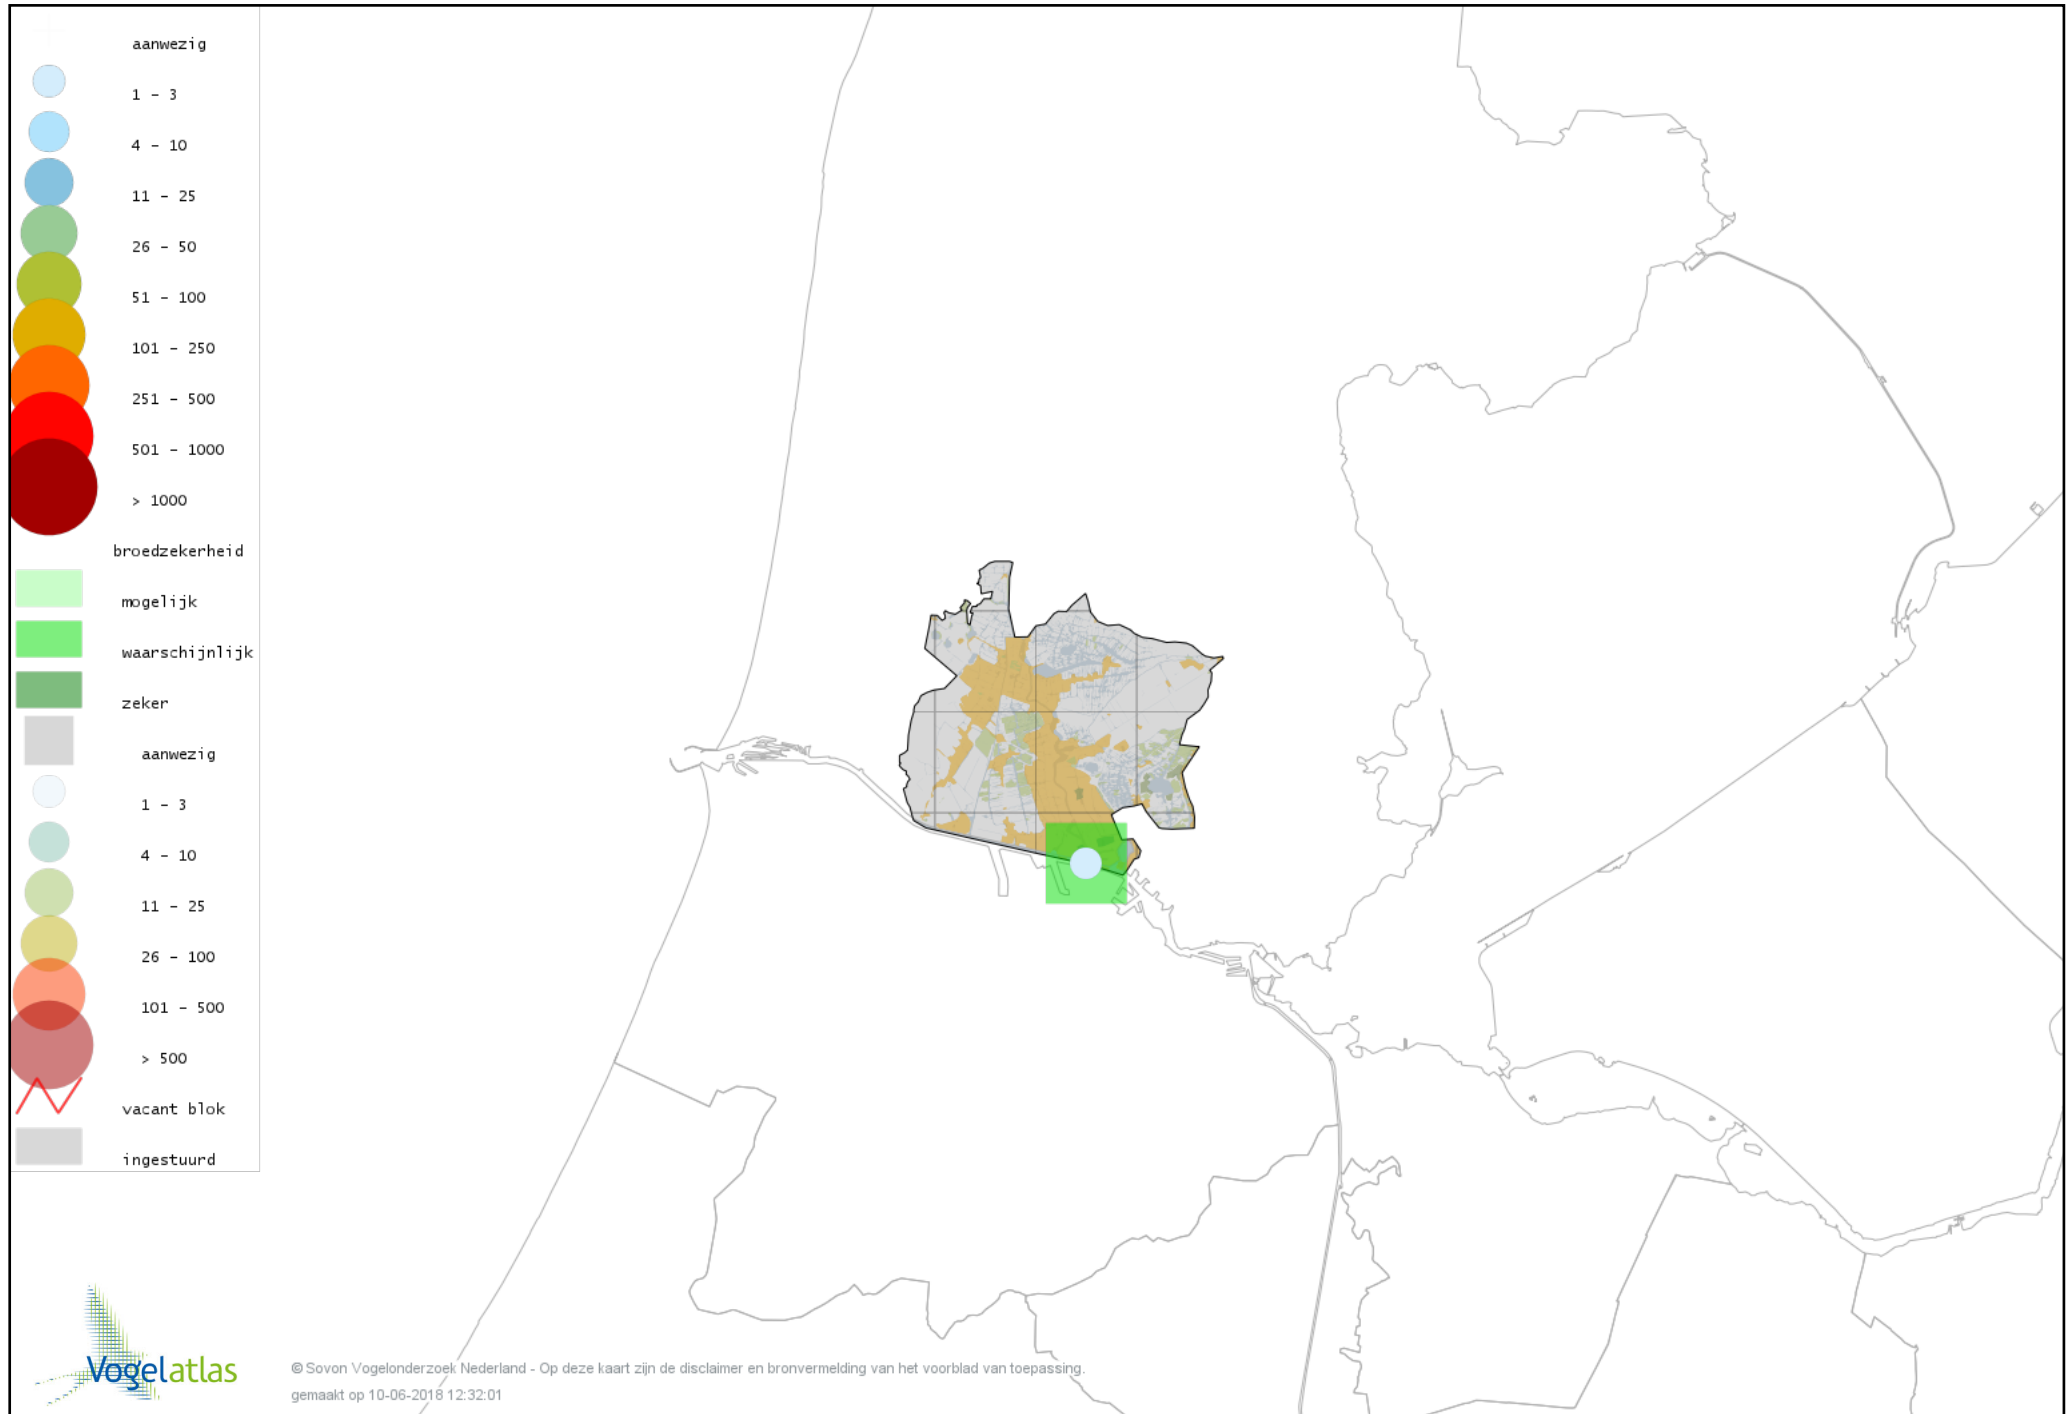 aanwezig
1 - 3
4 - 10
11 - 25
26 - 50
51 - 100
101 - 250
251 - 500
501 - 1000
> 1000
broedzekerheid
mogelijk
waarschijnlijk
zeker
aanwezig
1 - 3
4 - 10
11 - 25
26 - 100
101 - 500
> 500
vacant blok
ingestuurd
Vogelatlas
© Sovon Vogelonderzoek Nederland - Op deze kaart zijn de disclaimer en bronvermelding van het voorblad van toepassing.
gemaakt op 10-06-2018 12:32:01